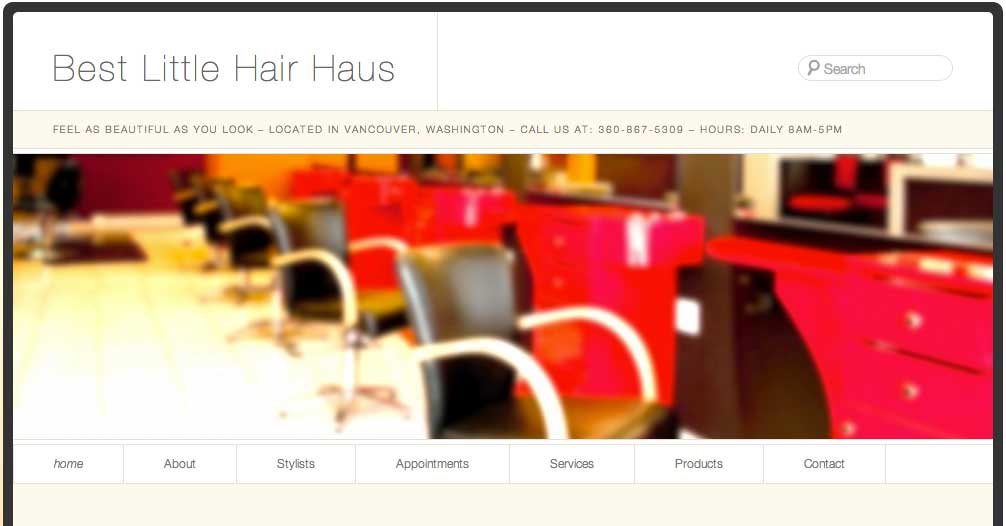 Best Little Hair Haus
Search
FEEL AS BEAUTIFUL AS YOU LOOK – LOCATED IN VANCOUVER, WASHINGTON – CALL US AT: 360-867-5309 – HOURS: DAILY 8AM-5PM
home About Stylists Appointments Services Products Contact